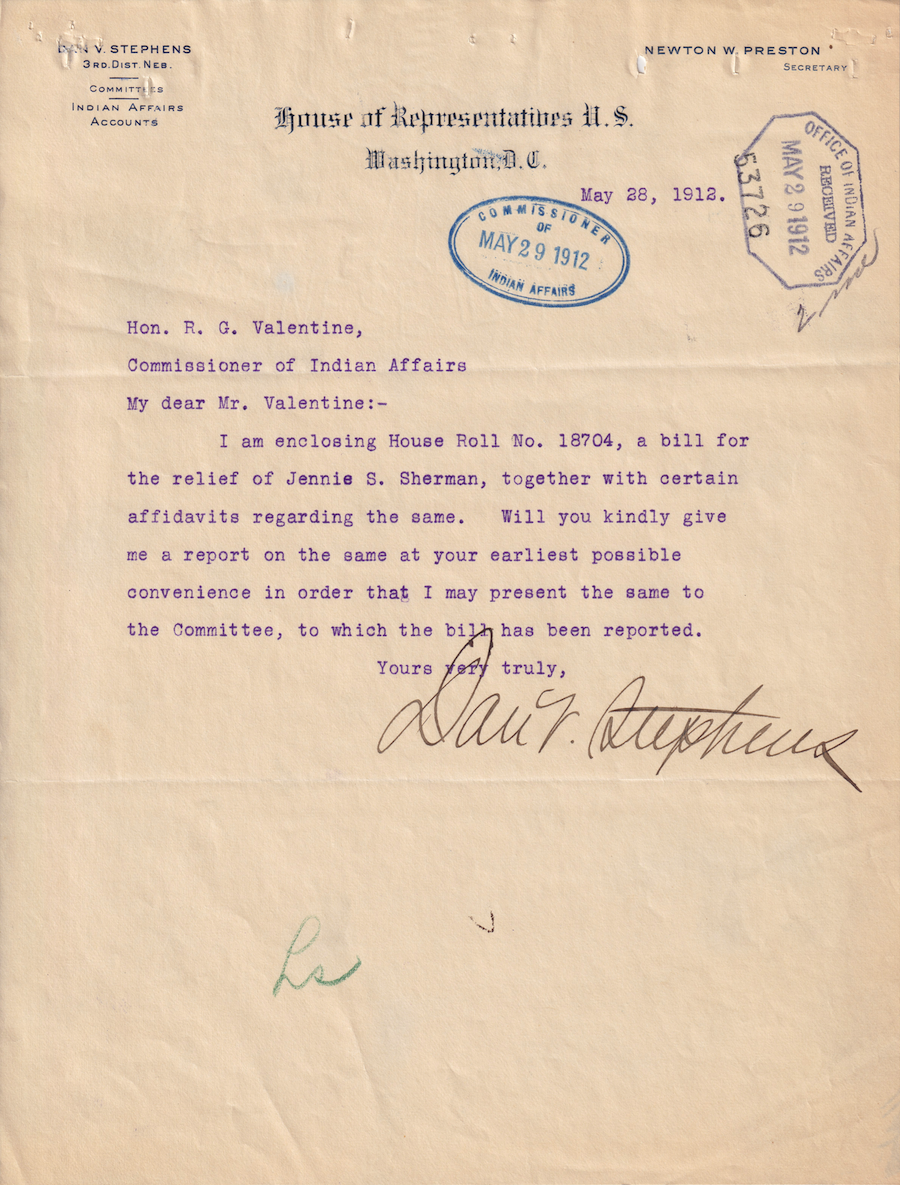 DAN V. STEPHENS
3RD. DIST. NEB.
COMMITTEES
INDIAN AFFAIRS
ACCOUNTS
NEWTON W. PRESTON
SECRETARY
House of Representatives U.S.
Washington, D.C.
May 28, 1912.
COMMISSIONER
OF
MAY 29 1912
INDIAN AFFAIRS
OFFICE OF INDIAN AFFAIRS
RECEIVED
MAY 29 1912
53726
Hon. R. G. Valentine,
Commissioner of Indian Affairs
My dear Mr. Valentine:-
I am enclosing House Roll No. 18704, a bill for
the relief of Jennie S. Sherman, together with certain
affidavits regarding the same. Will you kindly give
me a report on the same at your earliest possible
convenience in order that I may present the same to
the Committee, to which the bill has been reported.
Yours very truly,
Dan V. Stephens